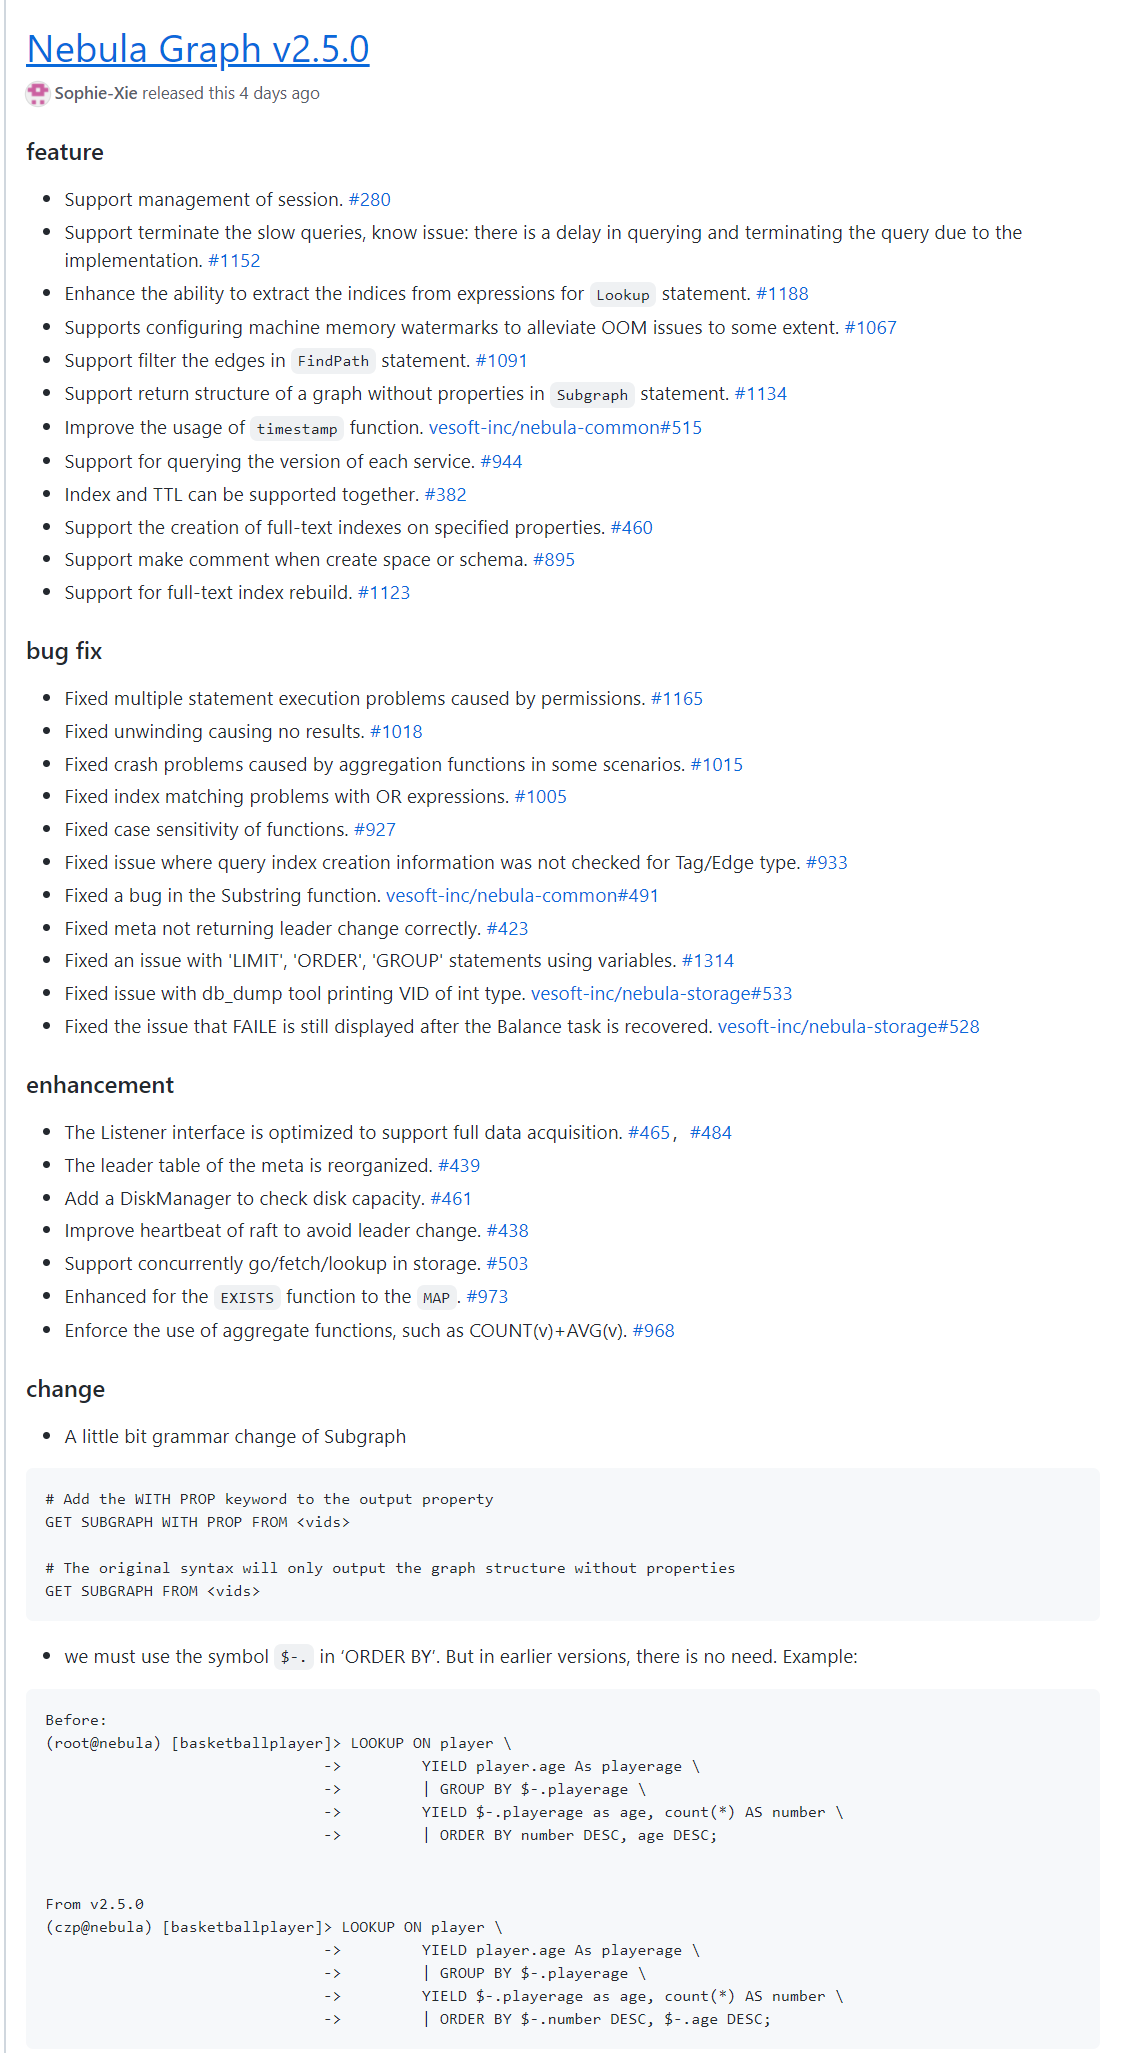 Nebula Graph v2.5.0
Sophie-Xie released this 4 days ago
feature
• Support management of session. #280
• Support terminate the slow queries, know issue: there is a delay in querying and terminating the query due to the
implementation. #1152
• Enhance the ability to extract the indices from expressions for Lookup statement. #1188
• Supports configuring machine memory watermarks to alleviate OOM issues to some extent. #1067
• Support filter the edges in FindPath statement. #1091
• Support return structure of a graph without properties in Subgraph statement. #1134
• Improve the usage of timestamp function. vesoft-inc/nebula-common#515
• Support for querying the version of each service. #944
• Index and TTL can be supported together. #382
• Support the creation of full-text indexes on specified properties. #460
• Support make comment when create space or schema. #895
• Support for full-text index rebuild. #1123
bug fix
• Fixed multiple statement execution problems caused by permissions. #1165
• Fixed unwinding causing no results. #1018
• Fixed crash problems caused by aggregation functions in some scenarios. #1015
• Fixed index matching problems with OR expressions. #1005
• Fixed case sensitivity of functions. #927
• Fixed issue where query index creation information was not checked for Tag/Edge type. #933
• Fixed a bug in the Substring function. vesoft-inc/nebula-common#491
• Fixed meta not returning leader change correctly. #423
• Fixed an issue with 'LIMIT', 'ORDER', 'GROUP' statements using variables. #1314
• Fixed issue with db_dump tool printing VID of int type. vesoft-inc/nebula-storage#533
• Fixed the issue that FAILE is still displayed after the Balance task is recovered. vesoft-inc/nebula-storage#528
enhancement
• The Listener interface is optimized to support full data acquisition. #465，#484
• The leader table of the meta is reorganized. #439
• Add a DiskManager to check disk capacity. #461
• Improve heartbeat of raft to avoid leader change. #438
• Support concurrently go/fetch/lookup in storage. #503
• Enhanced for the EXISTS function to the MAP . #973
• Enforce the use of aggregate functions, such as COUNT(v)+AVG(v). #968
change
• A little bit grammar change of Subgraph
# Add the WITH PROP keyword to the output property
GET SUBGRAPH WITH PROP FROM <vids>
# The original syntax will only output the graph structure without properties
GET SUBGRAPH FROM <vids>
• we must use the symbol $-. in ‘ORDER BY’. But in earlier versions, there is no need. Example:
Before:
(root@nebula) [basketballplayer]> LOOKUP ON player \
-> YIELD player.age As playerage \
-> | GROUP BY $-.playerage \
-> YIELD $-.playerage as age, count(*) AS number \
-> | ORDER BY number DESC, age DESC;
From v2.5.0
(czp@nebula) [basketballplayer]> LOOKUP ON player \
-> YIELD player.age As playerage \
-> | GROUP BY $-.playerage \
-> YIELD $-.playerage as age, count(*) AS number \
-> | ORDER BY $-.number DESC, $-.age DESC;